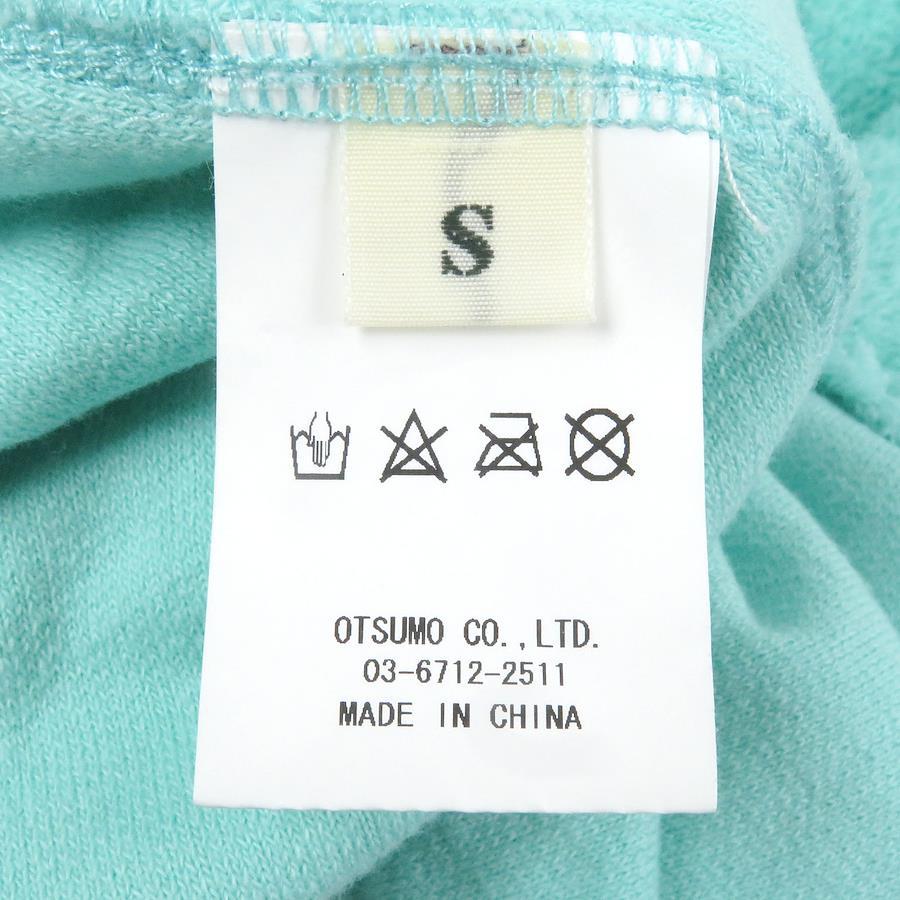 S
OTSUMO CO.,LTD.
03-6712-2511
MADE IN CHINA